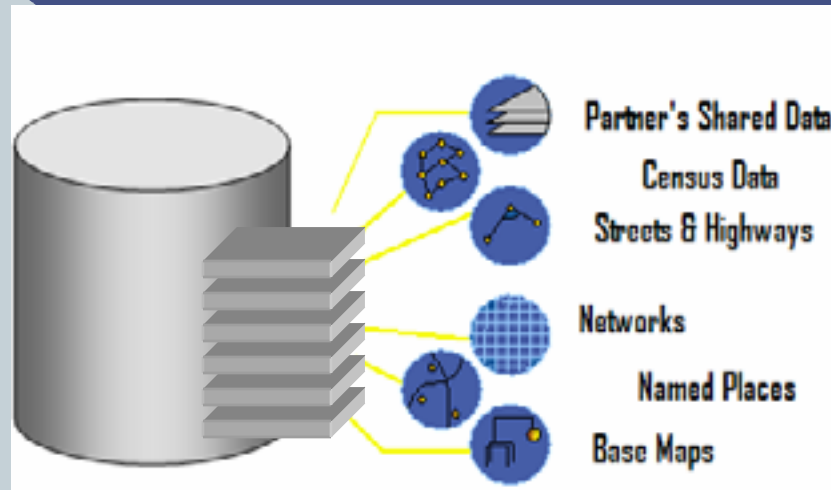 Partner's Shared Data
Census Data
Streets & Highways
Networks
Named Places
Base Maps